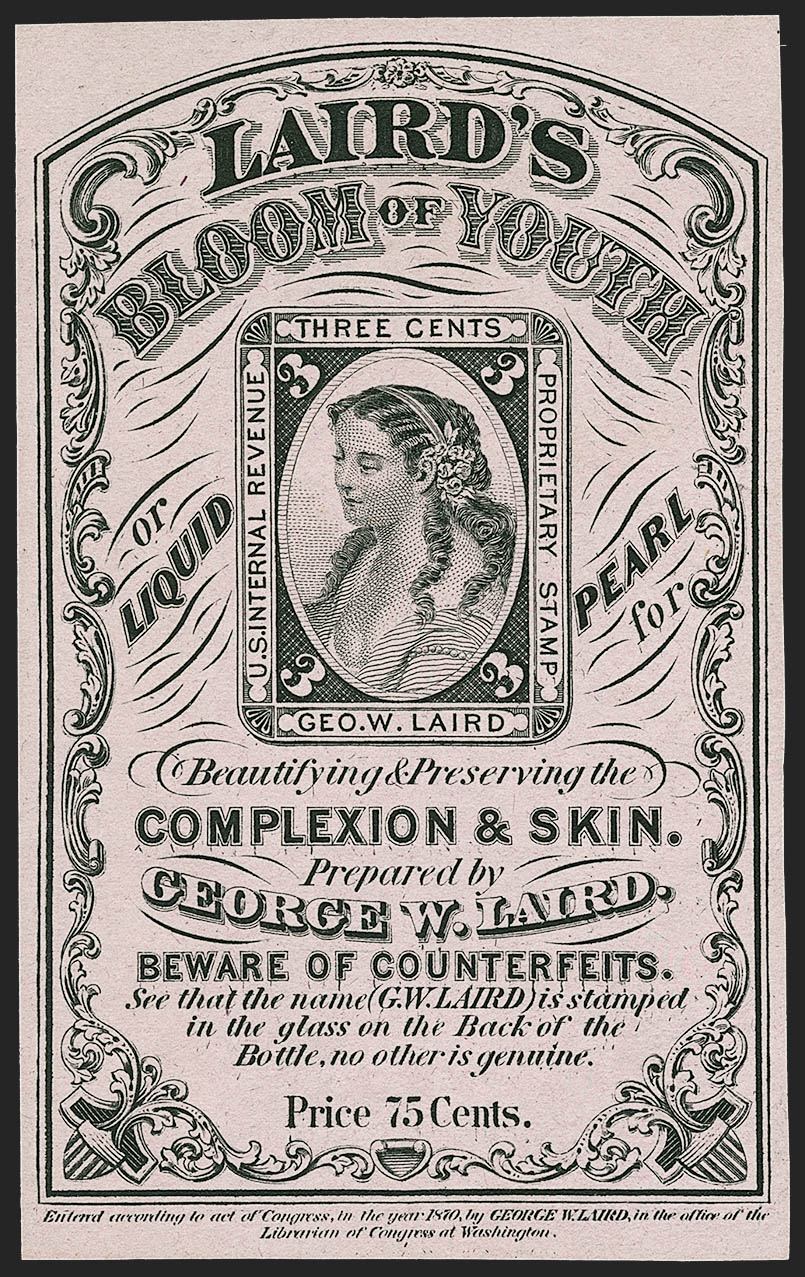 LAIRD'S
BLOOM OF YOUTH
THREE CENTS
3 3
U.S. INTERNAL REVENUE
PROPRIETARY STAMP
or
LIQUID
PEARL
for
3 3
GEO. W. LAIRD
Beautifying & Preserving the
COMPLEXION & SKIN.
Prepared by
GEORGE W. LAIRD.
BEWARE OF COUNTERFEITS.
See that the name (G.W. LAIRD) is stamped
in the glass on the Back of the
Bottle, no other is genuine.
Price 75 Cents.
Entered according to act of Congress, in the year 1870, by GEORGE W. LAIRD, in the office of the
Librarian of Congress at Washington.